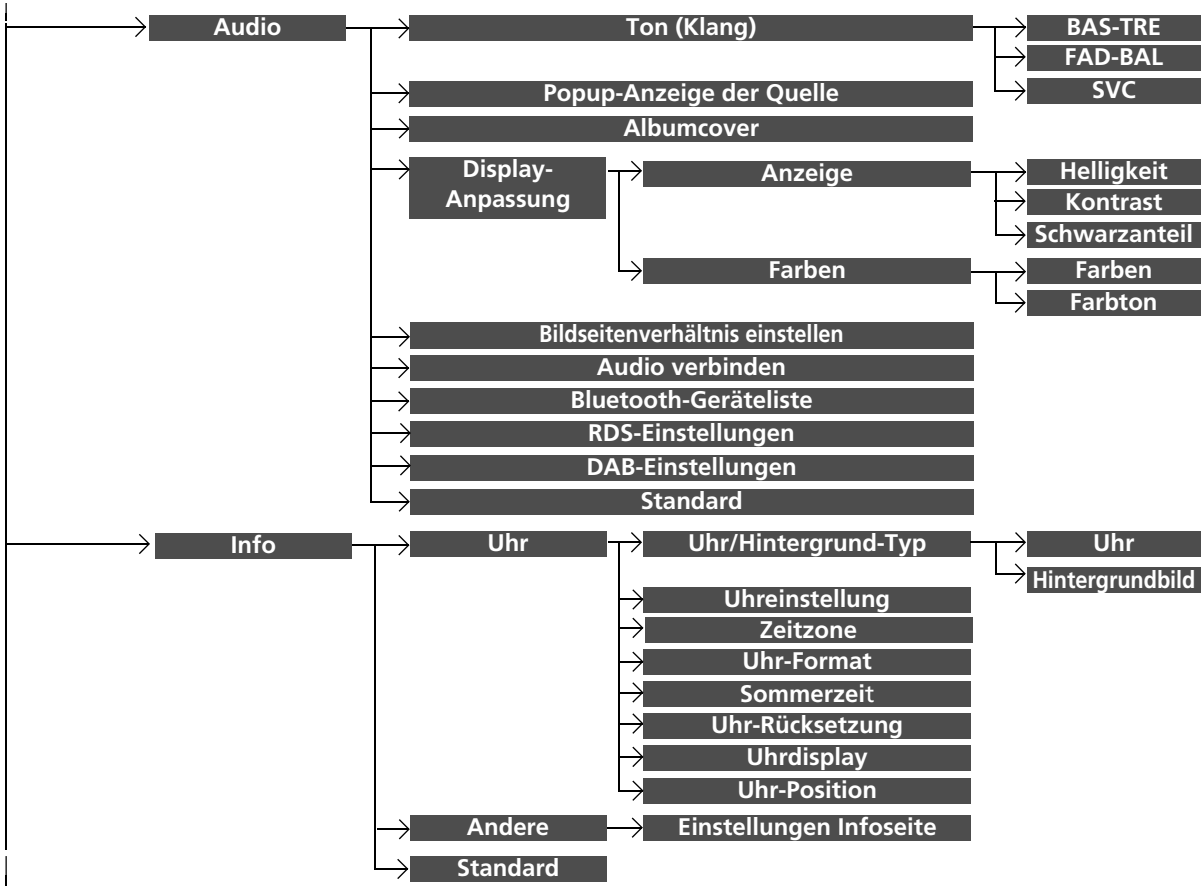 Audio
Ton (Klang)
BAS-TRE
FAD-BAL
SVC
Popup-Anzeige der Quelle
Albumcover
Display-
Anpassung
Anzeige
Helligkeit
Kontrast
Schwarzanteil
Farben
Farben
Farbton
Bildseitenverhältnis einstellen
Audio verbinden
Bluetooth-Geräteliste
RDS-Einstellungen
DAB-Einstellungen
Standard
Info
Uhr
Uhr/Hintergrund-Typ
Uhr
Hintergrundbild
Uhreinstellung
Zeitzone
Uhr-Format
Sommerzeit
Uhr-Rücksetzung
Uhrdisplay
Uhr-Position
Andere
Einstellungen Infoseite
Standard